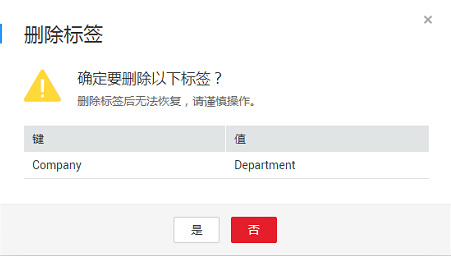 删除标签
确定要删除以下标签？
删除标签后无法恢复，请谨慎操作。
键 值
Company Department
是 否